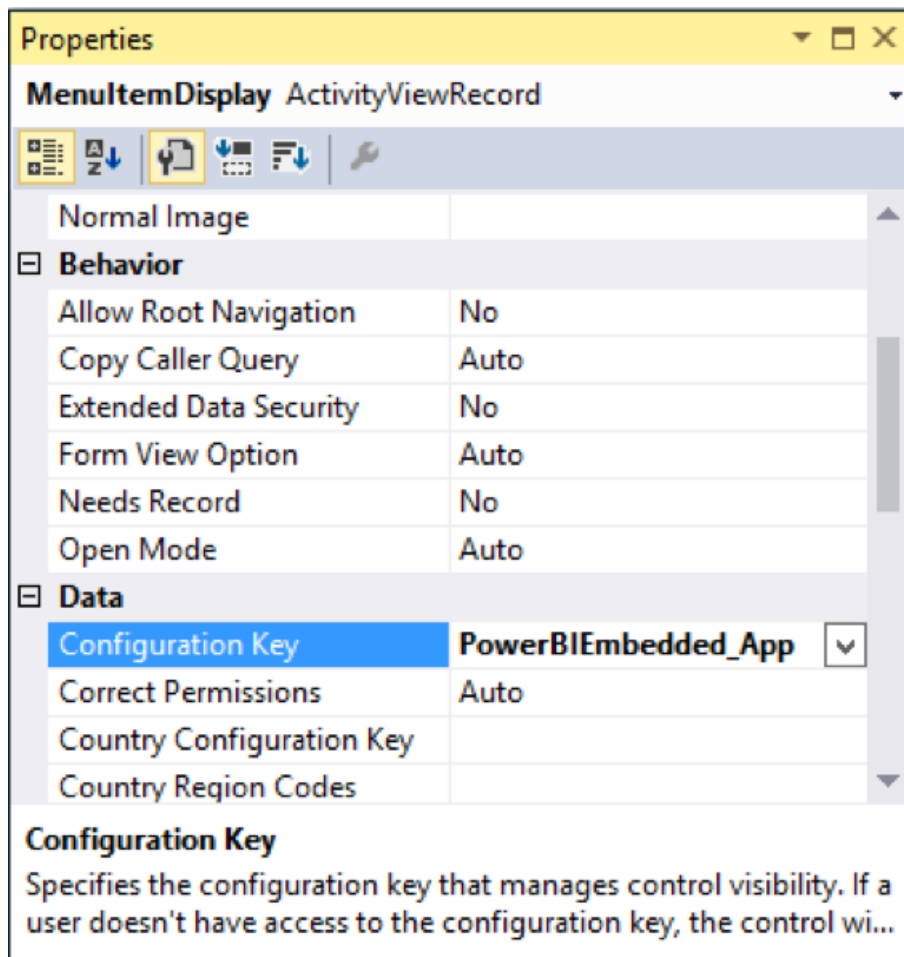 Properties
MenuItemDisplay ActivityViewRecord
Normal Image
Behavior
Allow Root Navigation No
Copy Caller Query Auto
Extended Data Security No
Form View Option Auto
Needs Record No
Open Mode Auto
Data
Configuration Key PowerBIEmbedded_App
Correct Permissions Auto
Country Configuration Key
Country Region Codes
Configuration Key
Specifies the configuration key that manages control visibility. If a
user doesn't have access to the configuration key, the control wi...